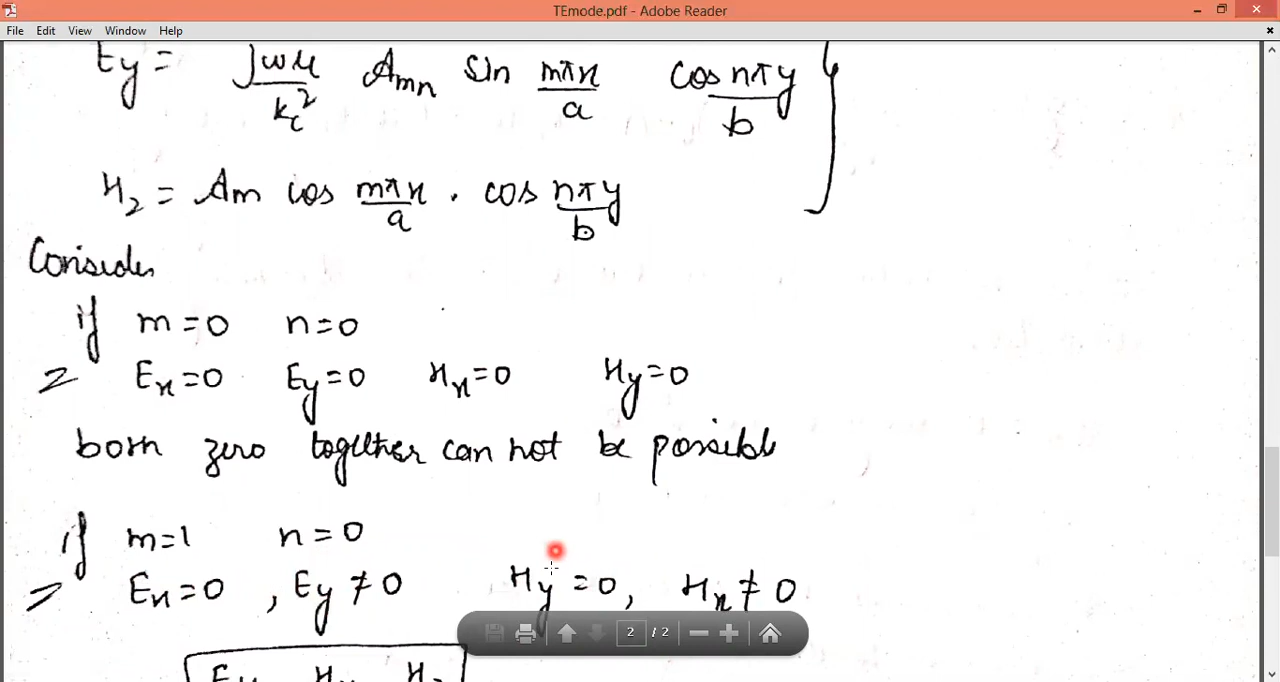 TEmode.pdf - Adobe Reader
File Edit View Window Help
Ey = jωμ/kc² Amn sin mπx/a cos nπy/b
Hz = Am cos mπx/a . cos nπy/b
Consider
if m=0 n=0
Ex=0 Ey=0 Hx=0 Hy=0
both zero together can not be possible
if m=1 n=0
Ex=0 , Ey≠0 Hy=0, Hx≠0
2 / 2